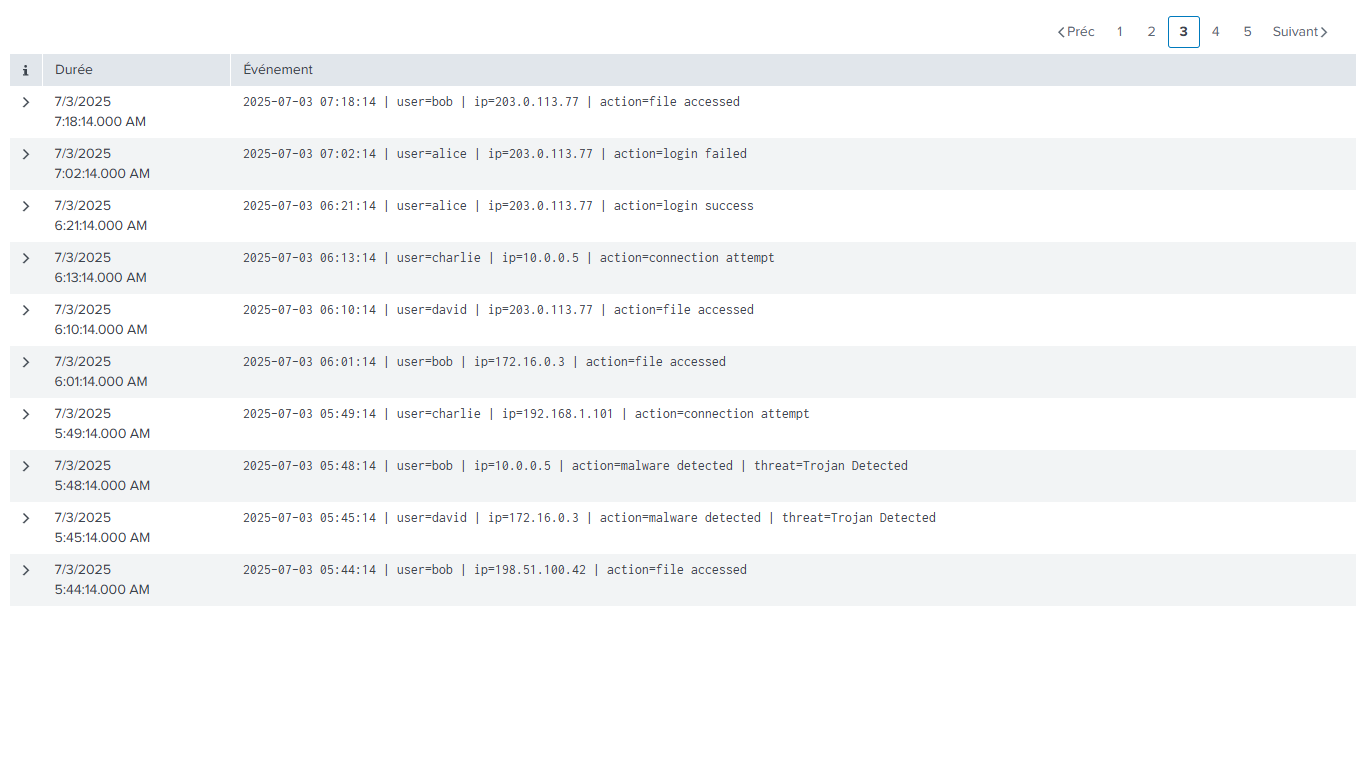 Préc 1 2 3 4 5 Suivant
i Durée Événement
7/3/2025 2025-07-03 07:18:14 | user=bob | ip=203.0.113.77 | action=file accessed
7:18:14.000 AM
7/3/2025 2025-07-03 07:02:14 | user=alice | ip=203.0.113.77 | action=login failed
7:02:14.000 AM
7/3/2025 2025-07-03 06:21:14 | user=alice | ip=203.0.113.77 | action=login success
6:21:14.000 AM
7/3/2025 2025-07-03 06:13:14 | user=charlie | ip=10.0.0.5 | action=connection attempt
6:13:14.000 AM
7/3/2025 2025-07-03 06:10:14 | user=david | ip=203.0.113.77 | action=file accessed
6:10:14.000 AM
7/3/2025 2025-07-03 06:01:14 | user=bob | ip=172.16.0.3 | action=file accessed
6:01:14.000 AM
7/3/2025 2025-07-03 05:49:14 | user=charlie | ip=192.168.1.101 | action=connection attempt
5:49:14.000 AM
7/3/2025 2025-07-03 05:48:14 | user=bob | ip=10.0.0.5 | action=malware detected | threat=Trojan Detected
5:48:14.000 AM
7/3/2025 2025-07-03 05:45:14 | user=david | ip=172.16.0.3 | action=malware detected | threat=Trojan Detected
5:45:14.000 AM
7/3/2025 2025-07-03 05:44:14 | user=bob | ip=198.51.100.42 | action=file accessed
5:44:14.000 AM